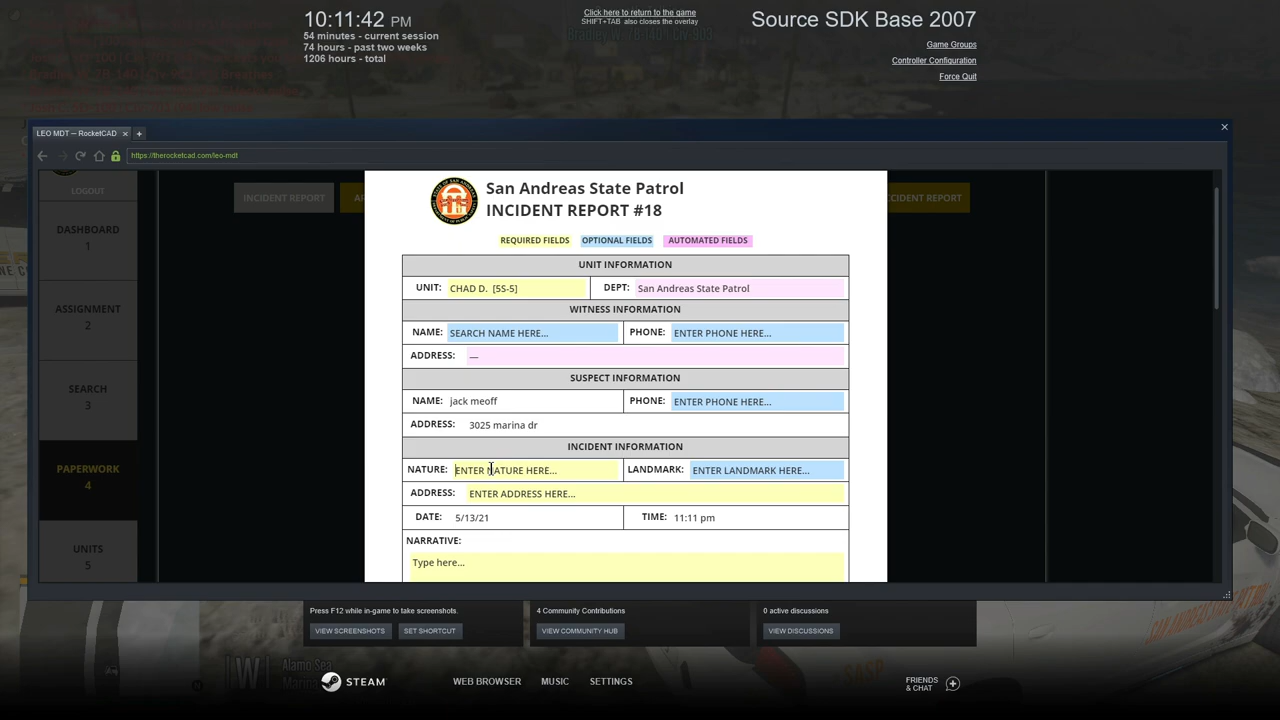 10:11:42 PM
54 minutes - current session
74 hours - past two weeks
1206 hours - total
Click here to return to the game
SHIFT+TAB also closes the overlay
Source SDK Base 2007
Game Groups
Controller Configuration
Force Quit
LEO MDT — RocketCAD
https://therocketcad.com/leo-mdt
LOGOUT
DASHBOARD
1
ASSIGNMENT
2
SEARCH
3
PAPERWORK
4
UNITS
5
INCIDENT REPORT
San Andreas State Patrol
INCIDENT REPORT #18
REQUIRED FIELDS OPTIONAL FIELDS AUTOMATED FIELDS
UNIT INFORMATION
UNIT: CHAD D. [5S-5] DEPT: San Andreas State Patrol
WITNESS INFORMATION
NAME: SEARCH NAME HERE... PHONE: ENTER PHONE HERE...
ADDRESS: —
SUSPECT INFORMATION
NAME: jack meoff PHONE: ENTER PHONE HERE...
ADDRESS: 3025 marina dr
INCIDENT INFORMATION
NATURE: ENTER NATURE HERE... LANDMARK: ENTER LANDMARK HERE...
ADDRESS: ENTER ADDRESS HERE...
DATE: 5/13/21 TIME: 11:11 pm
NARRATIVE:
Type here...
Press F12 while in-game to take screenshots.
VIEW SCREENSHOTS SET SHORTCUT
4 Community Contributions
VIEW COMMUNITY HUB
0 active discussions
VIEW DISCUSSIONS
W
Alamo Sea
Marina
STEAM
WEB BROWSER MUSIC SETTINGS
FRIENDS
& CHAT